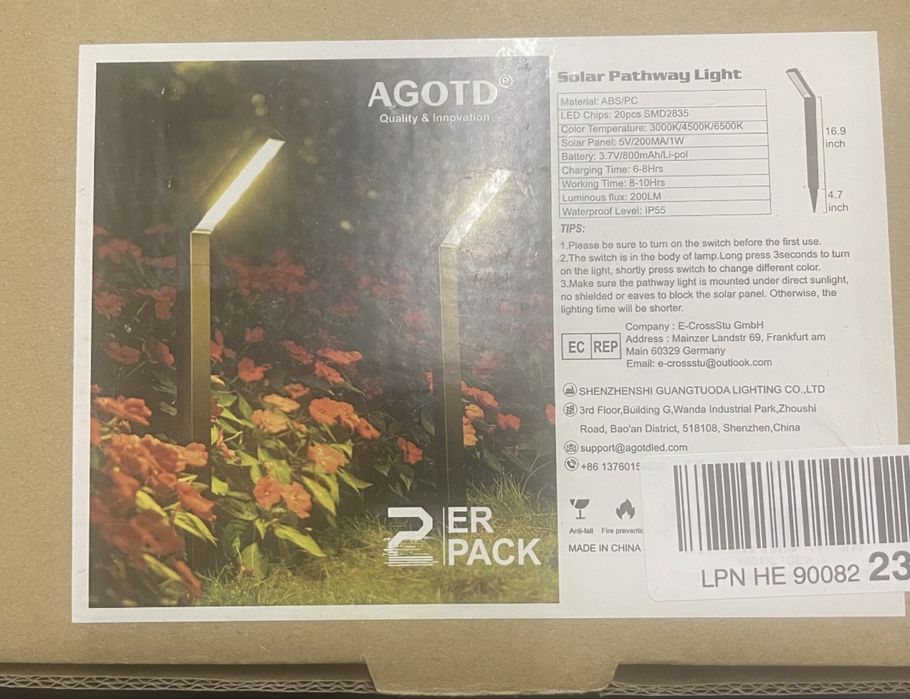 AGOTD®
Quality & Innovation
2 ER
PACK
Solar Pathway Light
Material: ABS/PC
LED Chips: 20pcs SMD2835
Color Temperature: 3000K/4500K/6500K
Solar Panel: 5V/200MA/1W
Battery: 3.7V/800mAh/Li-pol
Charging Time: 6-8Hrs
Working Time: 8-10Hrs
Luminous flux: 200LM
Waterproof Level: IP55
16.9
inch
4.7
inch
TIPS:
1.Please be sure to turn on the switch before the first use.
2.The switch is in the body of lamp.Long press 3seconds to turn
on the light, shortly press switch to change different color.
3.Make sure the pathway light is mounted under direct sunlight,
no shielded or eaves to block the solar panel. Otherwise, the
lighting time will be shorter.
EC REP
Company : E-CrossStu GmbH
Address : Mainzer Landstr 69, Frankfurt am
Main 60329 Germany
Email: e-crossstu@outlook.com
SHENZHENSHI GUANGTUODA LIGHTING CO.,LTD
3rd Floor,Building G,Wanda Industrial Park,Zhoushi
Road, Bao'an District, 518108, Shenzhen,China
support@agotdled.com
+86 1376015
Anti-fall Fire preventic
MADE IN CHINA
LPN HE 90082 23